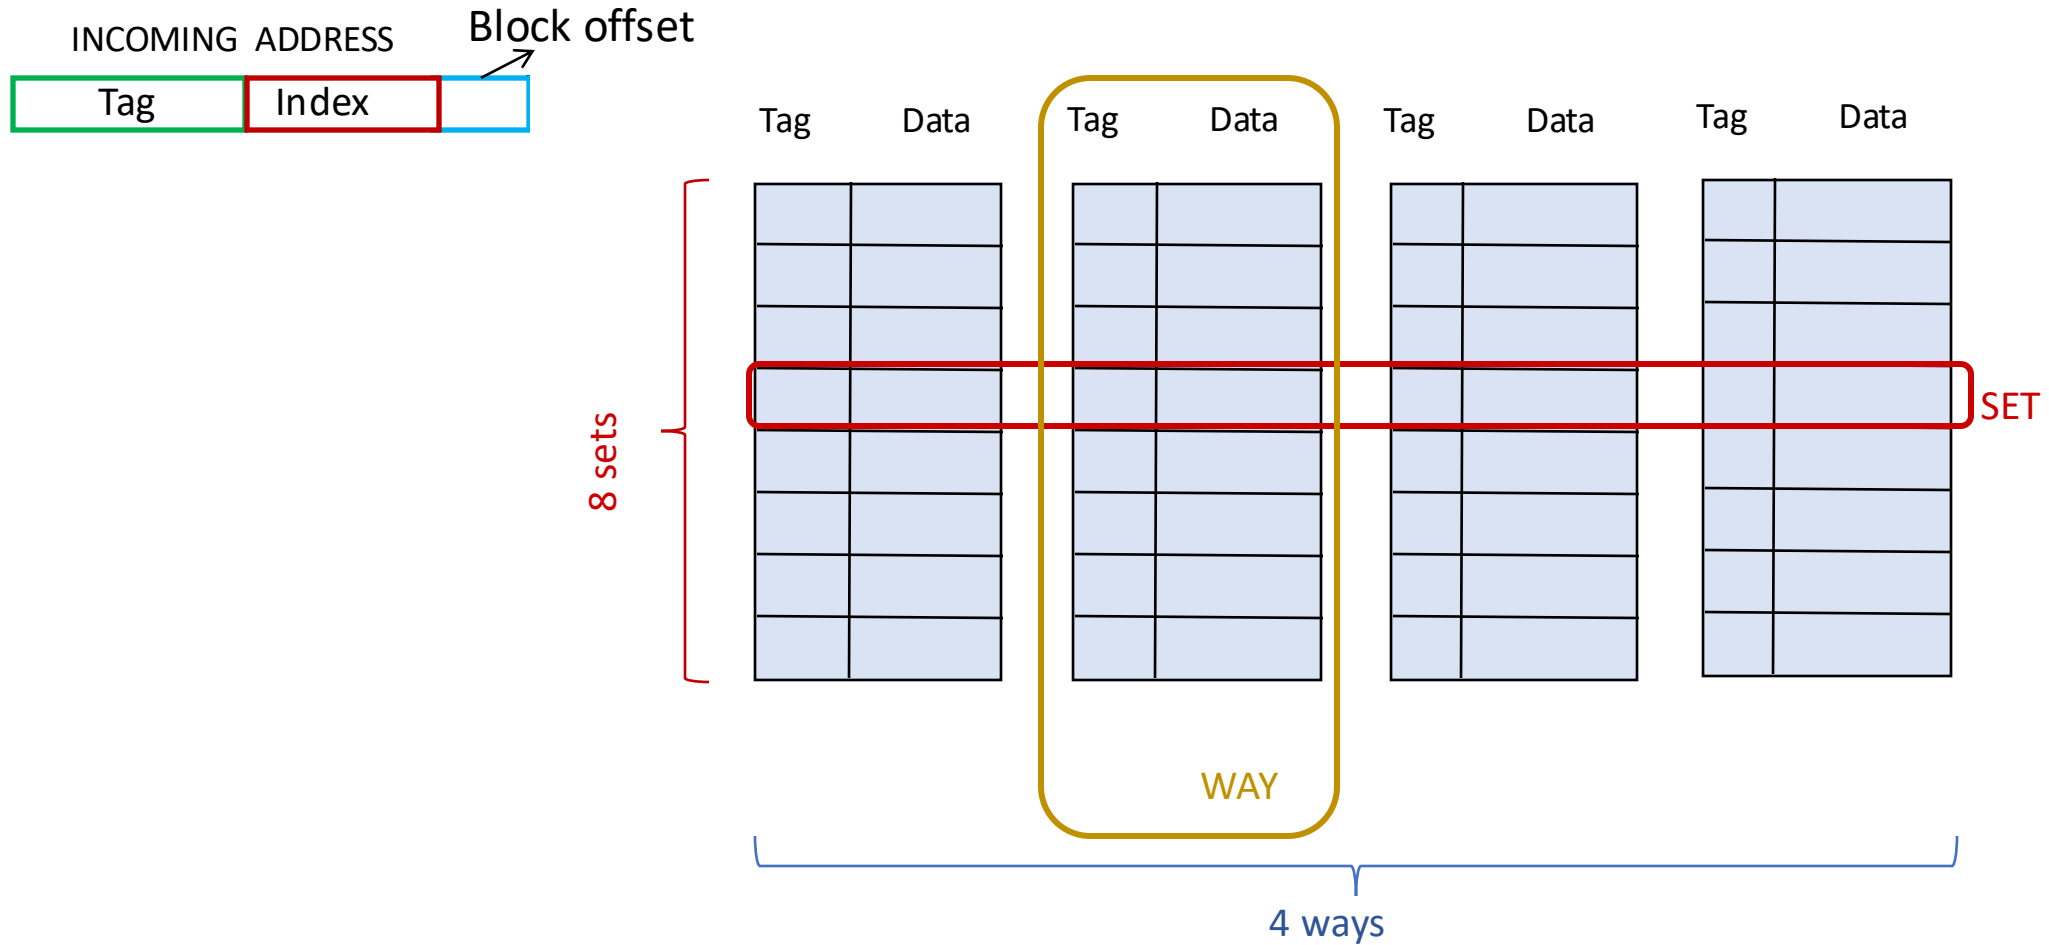 INCOMING ADDRESS
Block offset
Tag Index
Tag Data Tag Data Tag Data Tag Data
8 sets
SET
WAY
4 ways